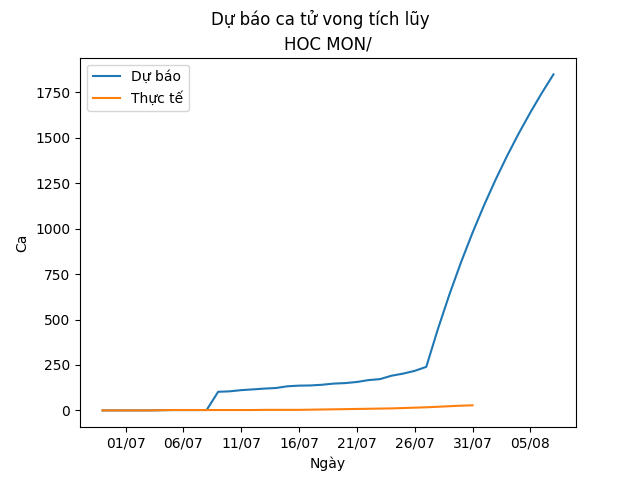 Dự báo ca tử vong tích lũy
HOC MON/
Dự báo
Thực tế
1750
1500
1250
1000
750
500
250
0
Ca
01/07 06/07 11/07 16/07 21/07 26/07 31/07 05/08
Ngày